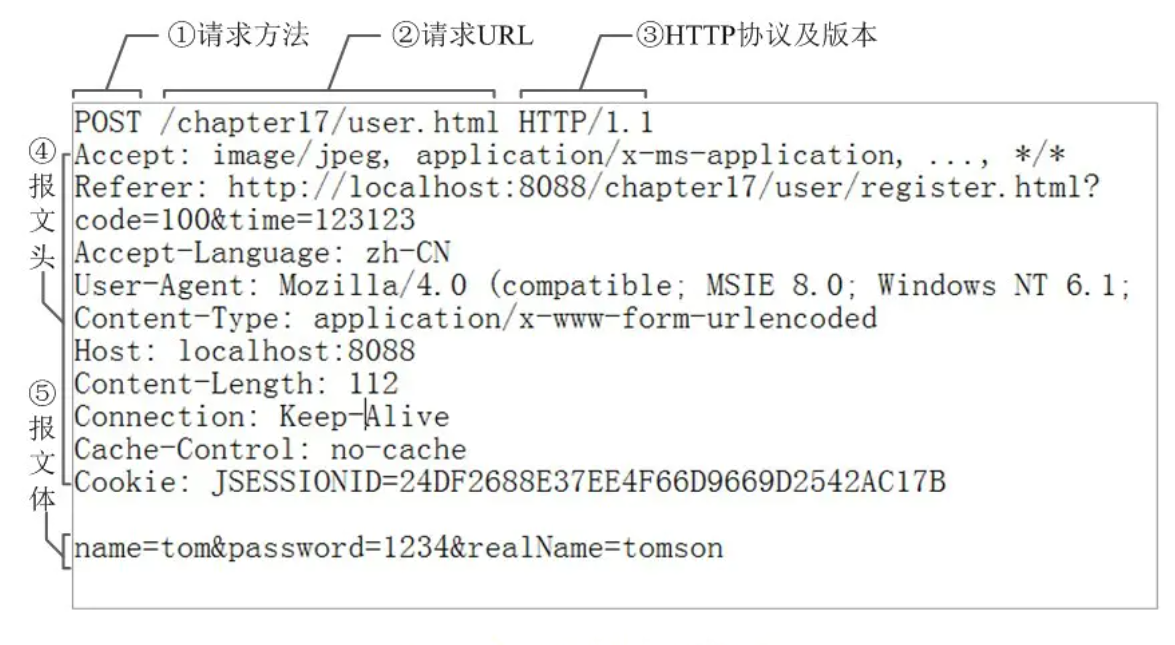 ①请求方法
②请求URL
③HTTP协议及版本
POST /chapter17/user.html HTTP/1.1
④报文头
Accept: image/jpeg, application/x-ms-application, ..., */*
Referer: http://localhost:8088/chapter17/user/register.html?
code=100&time=123123
Accept-Language: zh-CN
User-Agent: Mozilla/4.0 (compatible; MSIE 8.0; Windows NT 6.1;
Content-Type: application/x-www-form-urlencoded
Host: localhost:8088
Content-Length: 112
Connection: Keep-Alive
Cache-Control: no-cache
Cookie: JSESSIONID=24DF2688E37EE4F66D9669D2542AC17B
⑤报文体
name=tom&password=1234&realName=tomson